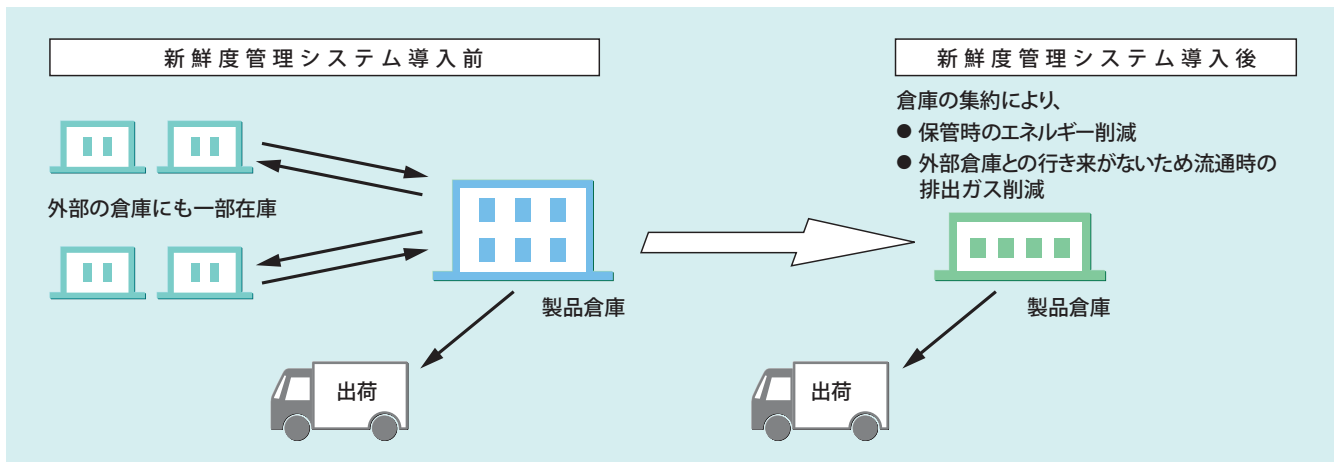 新鮮度管理システム導入前
外部の倉庫にも一部在庫
製品倉庫
出荷
新鮮度管理システム導入後
倉庫の集約により、
● 保管時のエネルギー削減
● 外部倉庫との行き来がないため流通時の
排出ガス削減
製品倉庫
出荷